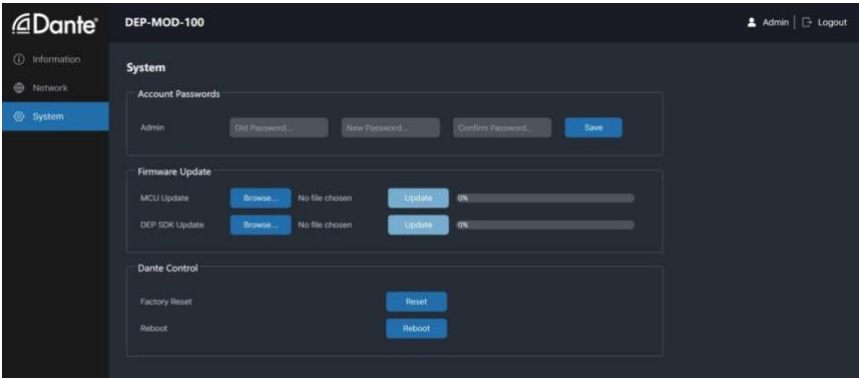 Dante®
DEP-MOD-100
Admin
Logout
Information
Network
System
System
Account Passwords
Admin
Old Password...
New Password...
Confirm Password...
Save
Firmware Update
MCU Update
Browse...
No file chosen
Update
0%
DEP SDK Update
Browse...
No file chosen
Update
0%
Dante Control
Factory Reset
Reset
Reboot
Reboot